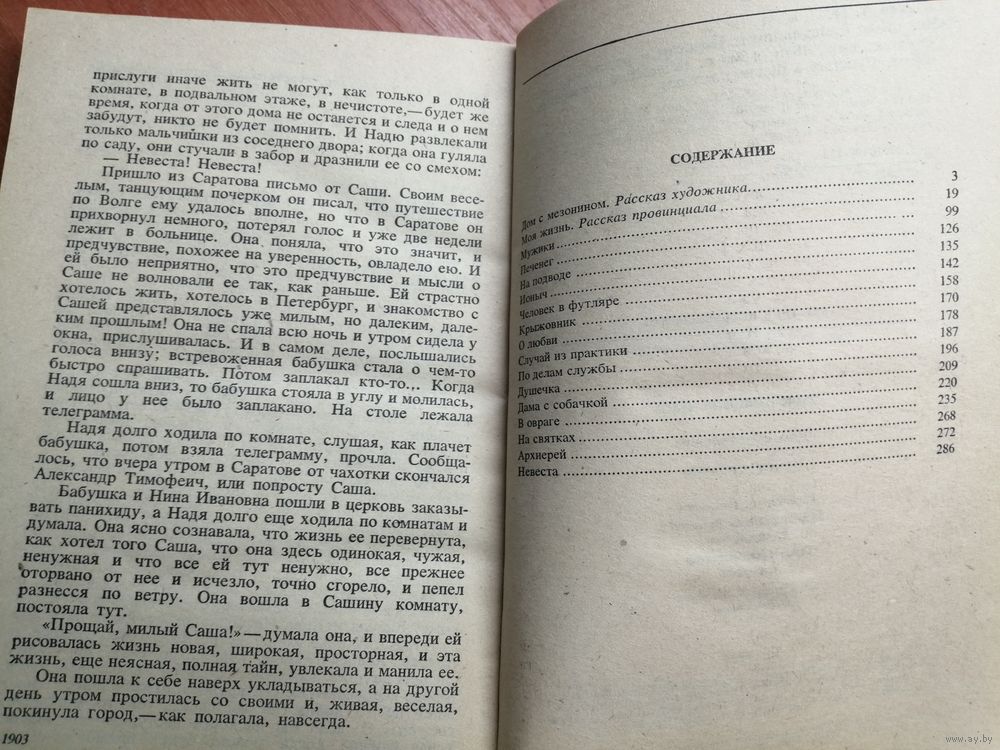 прислуги иначе жить не могут, как только в одной
комнате, в подвальном этаже, в нечистоте,— будет же
время, когда от этого дома не останется и следа и о нем
забудут, никто не будет помнить. И Надю развлекали
только мальчишки из соседнего двора; когда она гуляла
по саду, они стучали в забор и дразнили ее со смехом:
— Невеста! Невеста!
Пришло из Саратова письмо от Саши. Своим весе-
лым, танцующим почерком он писал, что путешествие
по Волге ему удалось вполне, но что в Саратове он
прихворнул немного, потерял голос и уже две недели
лежит в больнице. Она поняла, что это значит, и
предчувствие, похожее на уверенность, овладело ею. И
ей было неприятно, что это предчувствие и мысли о
Саше не волновали ее так, как раньше. Ей страстно
хотелось жить, хотелось в Петербург, и знакомство с
Сашей представлялось уже милым, но далеким, дале-
ким прошлым! Она не спала всю ночь и утром сидела у
окна, прислушивалась. И в самом деле, послышались
голоса внизу; встревоженная бабушка стала о чем-то
быстро спрашивать. Потом заплакал кто-то... Когда
Надя сошла вниз, то бабушка стояла в углу и молилась,
и лицо у нее было заплакано. На столе лежала
телеграмма.
Надя долго ходила по комнате, слушая, как плачет
бабушка, потом взяла телеграмму, прочла. Сообща-
лось, что вчера утром в Саратове от чахотки скончался
Александр Тимофеич, или попросту Саша.
Бабушка и Нина Ивановна пошли в церковь заказы-
вать панихиду, а Надя долго еще ходила по комнатам и
думала. Она ясно сознавала, что жизнь ее перевернута,
как хотел того Саша, что она здесь одинокая, чужая,
ненужная и что все ей тут ненужно, все прежнее
оторвано от нее и исчезло, точно сгорело, и пепел
разнесся по ветру. Она вошла в Сашину комнату,
постояла тут.
«Прощай, милый Саша!» — думала она, и впереди ей
рисовалась жизнь новая, широкая, просторная, и эта
жизнь, еще неясная, полная тайн, увлекала и манила ее.
Она пошла к себе наверх укладываться, а на другой
день утром простилась со своими и, живая, веселая,
покинула город,— как полагала, навсегда.
1903
СОДЕРЖАНИЕ
Дом с мезонином. Рассказ художника 3
Моя жизнь. Рассказ провинциала 19
Мужики 99
Печенег 126
На подводе 135
Ионыч 142
Человек в футляре 158
Крыжовник 170
О любви 178
Случай из практики 187
По делам службы 196
Душечка 209
Дама с собачкой 220
В овраге 235
На святках 268
Архиерей 272
Невеста 286
www.ay.by